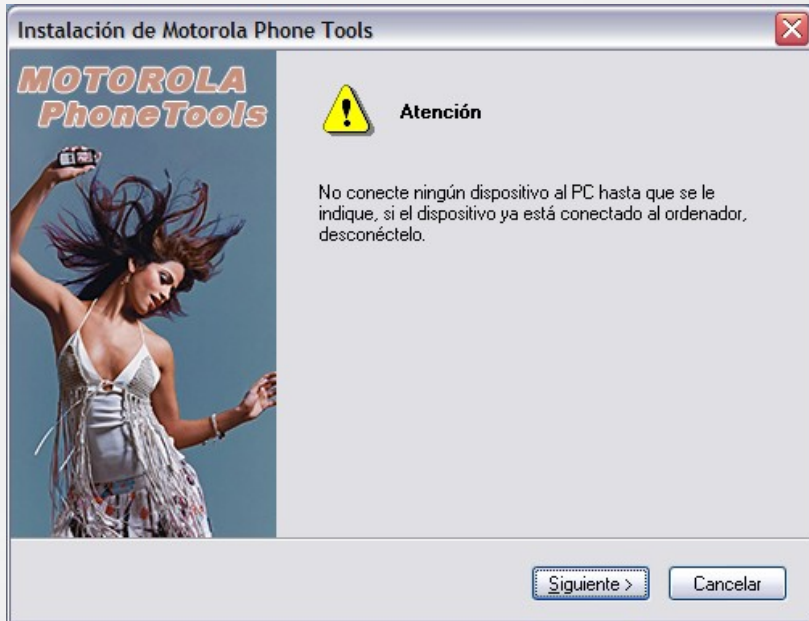 Instalación de Motorola Phone Tools
MOTOROLA
PhoneTools
Atención
No conecte ningún dispositivo al PC hasta que se le
indique, si el dispositivo ya está conectado al ordenador,
desconéctelo.
Siguiente >
Cancelar